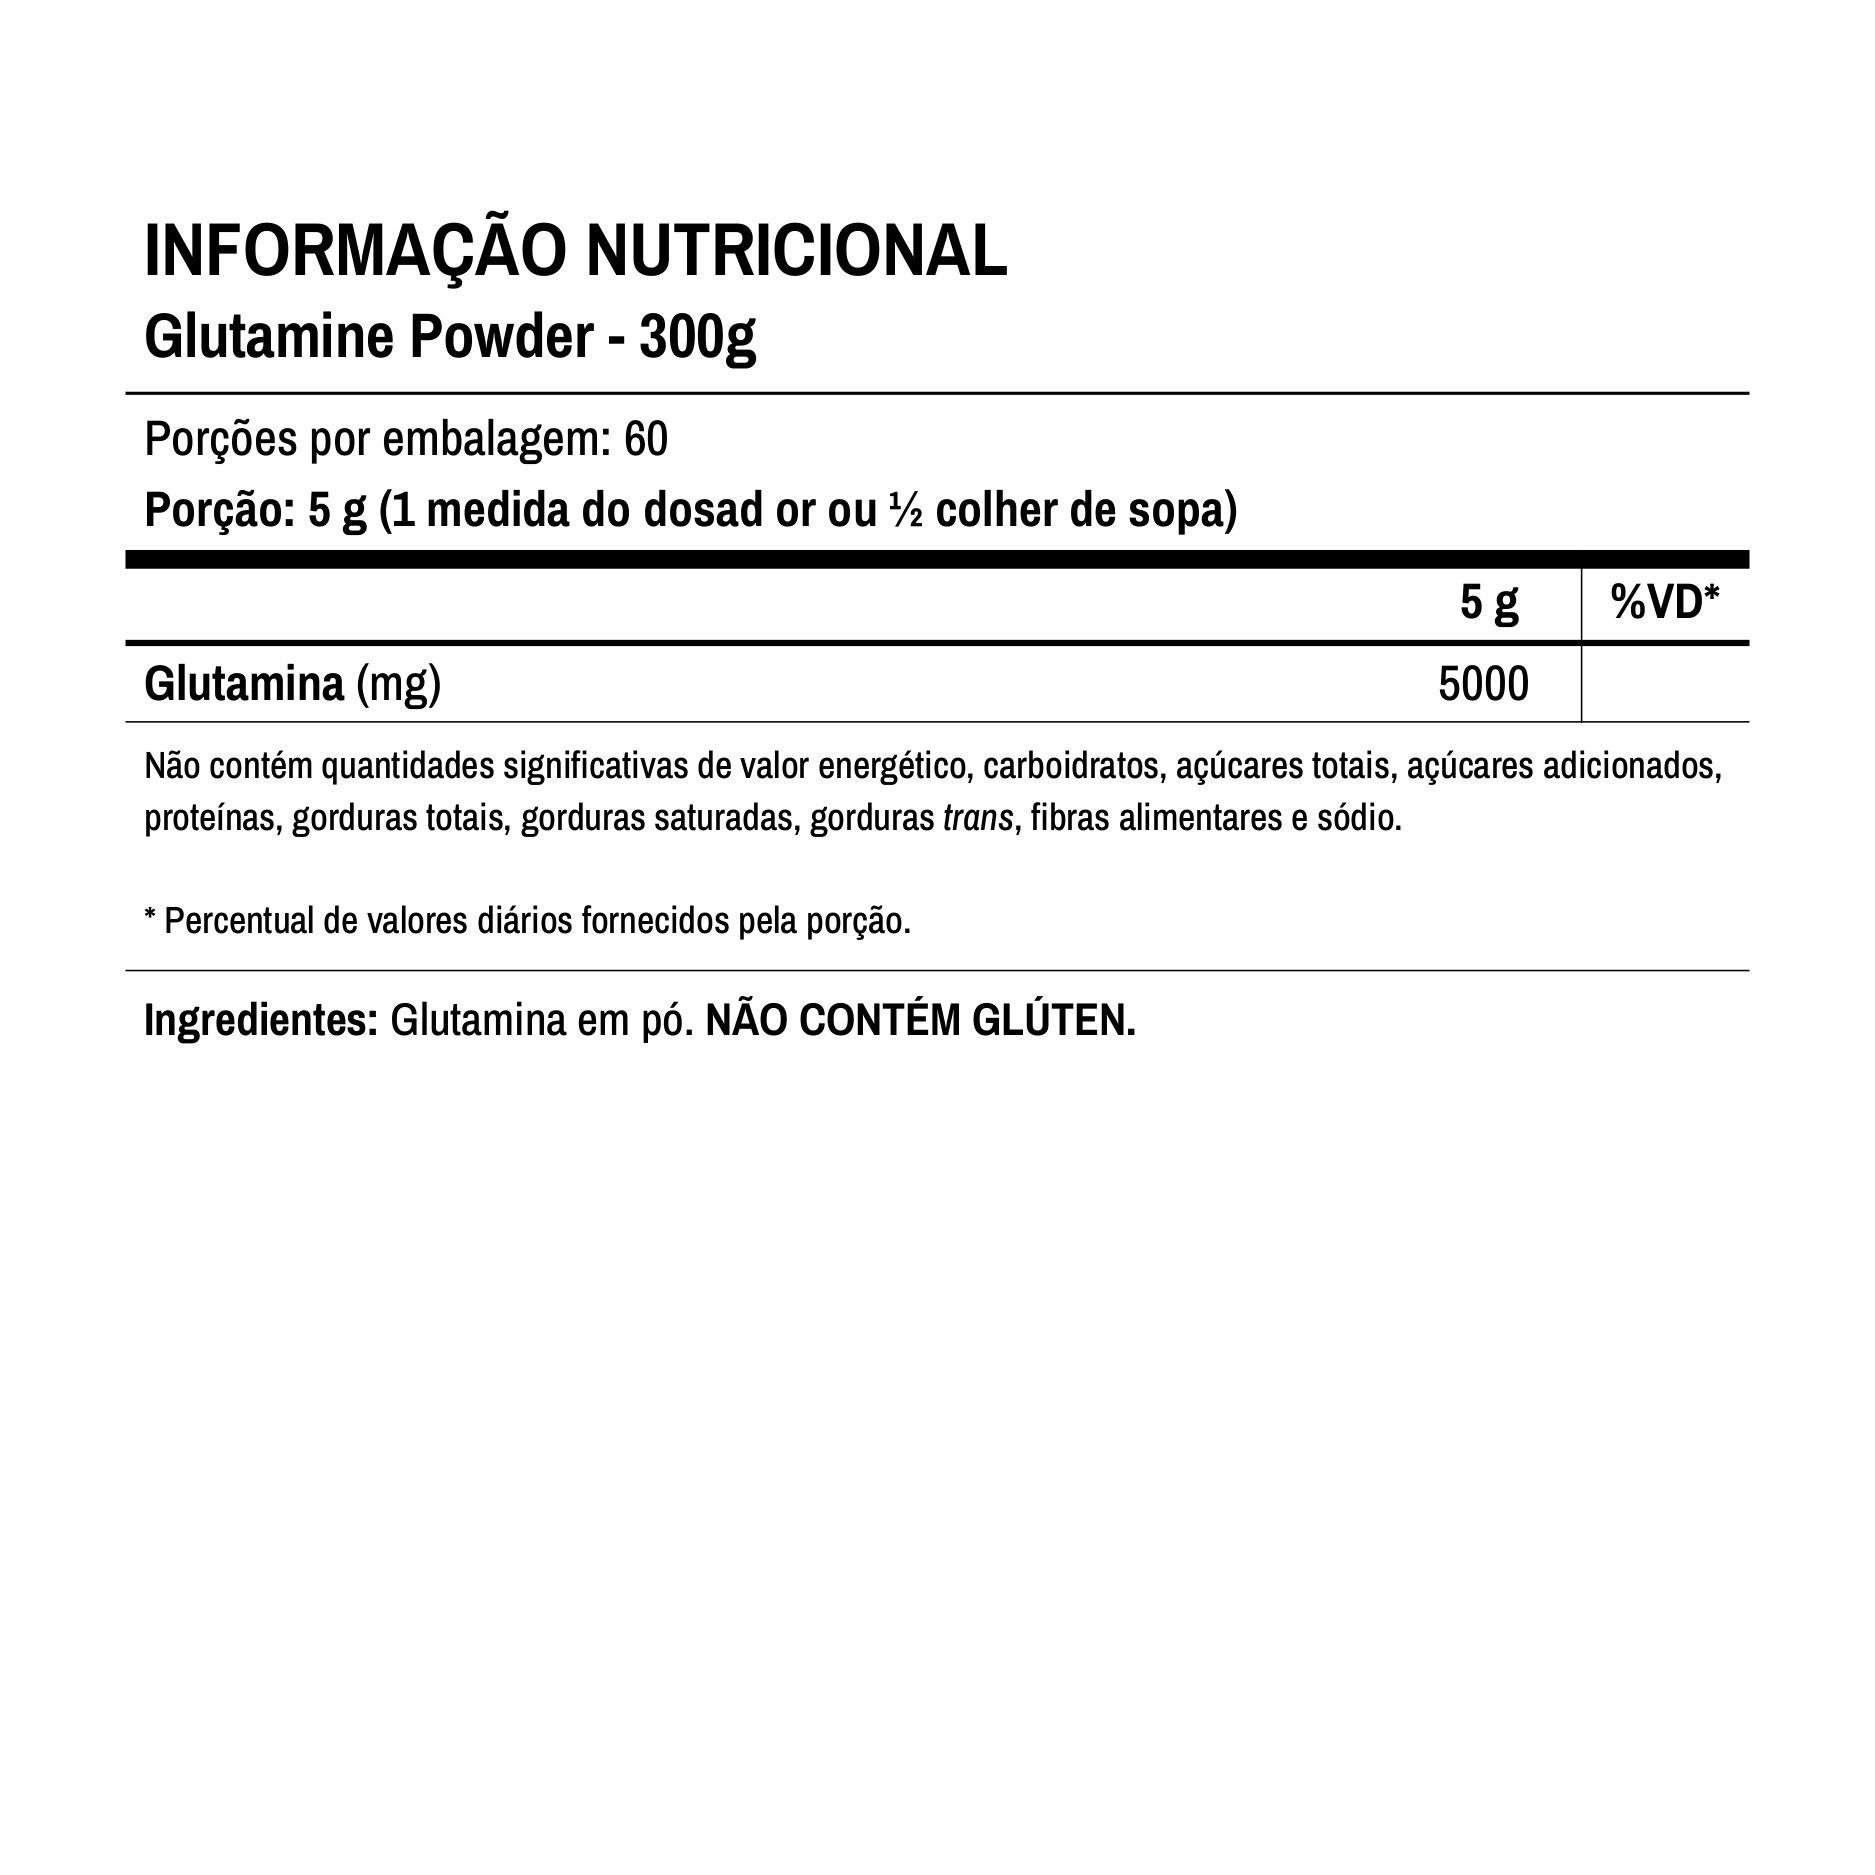 INFORMAÇÃO NUTRICIONAL
Glutamine Powder - 300g
Porções por embalagem: 60
Porção: 5 g (1 medida do dosad or ou ½ colher de sopa)
5 g %VD*
Glutamina (mg) 5000
Não contém quantidades significativas de valor energético, carboidratos, açúcares totais, açúcares adicionados,
proteínas, gorduras totais, gorduras saturadas, gorduras trans, fibras alimentares e sódio.
* Percentual de valores diários fornecidos pela porção.
Ingredientes: Glutamina em pó. NÃO CONTÉM GLÚTEN.